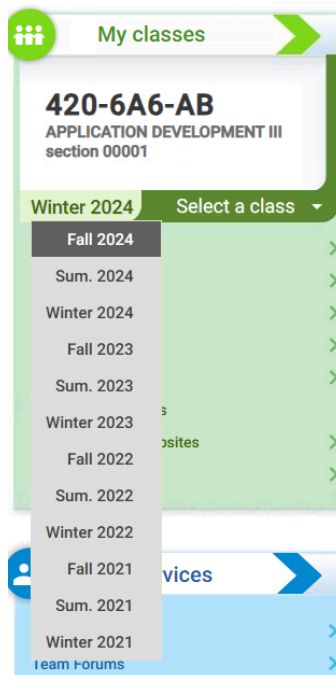 My classes
420-6A6-AB
APPLICATION DEVELOPMENT III
section 00001
Winter 2024 Select a class
Fall 2024
Sum. 2024
Winter 2024
Fall 2023
Sum. 2023
Winter 2023
Fall 2022
Sum. 2022
Winter 2022
Fall 2021
Sum. 2021
Winter 2021
Team Forums